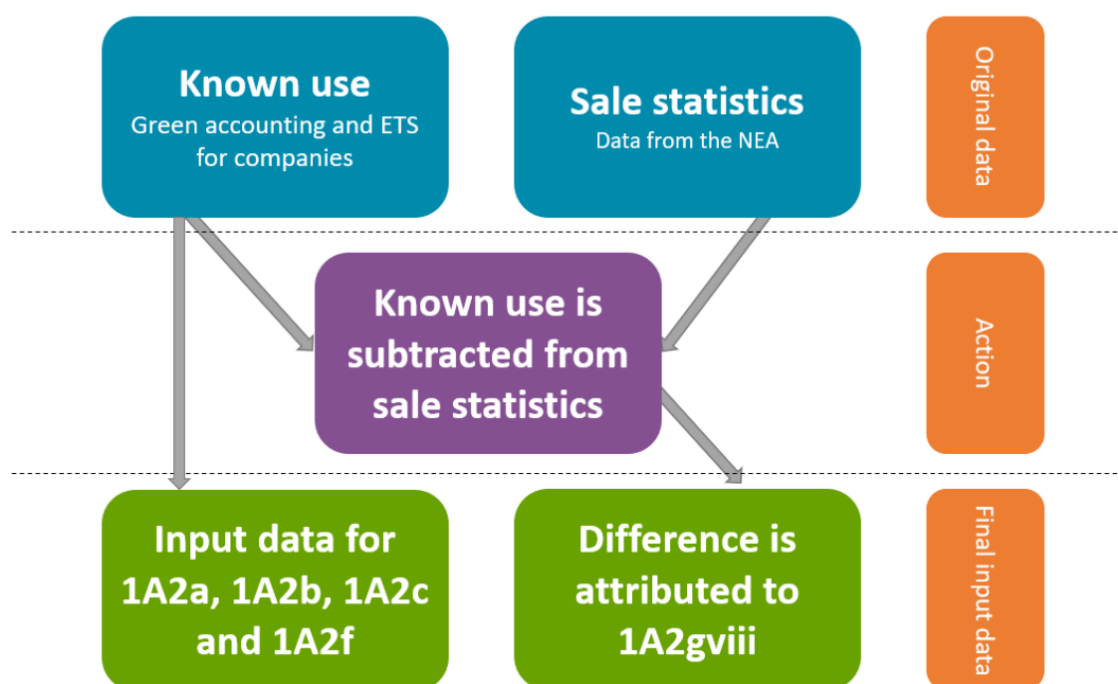 Known use
Green accounting and ETS
for companies
Sale statistics
Data from the NEA
Original data
Known use is
subtracted from
sale statistics
Action
Input data for
1A2a, 1A2b, 1A2c
and 1A2f
Difference is
attributed to
1A2gviii
Final input data